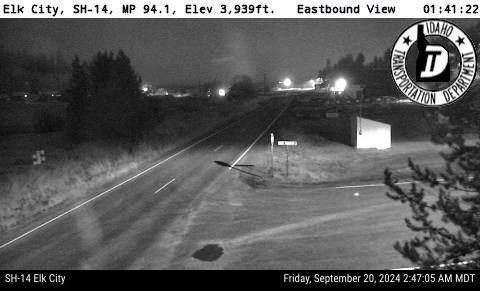 Elk City, SH-14, MP 94.1, Elev 3,939ft. Eastbound View 01:41:22
IDAHO
TRANSPORTATION DEPARTMENT
SH-14 Elk City Friday, September 20, 2024 2:47:05 AM MDT